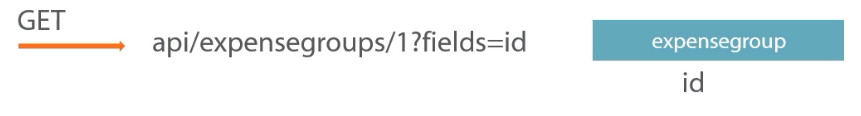 GET
api/expensegroups/1?fields=id
expensegroup
id